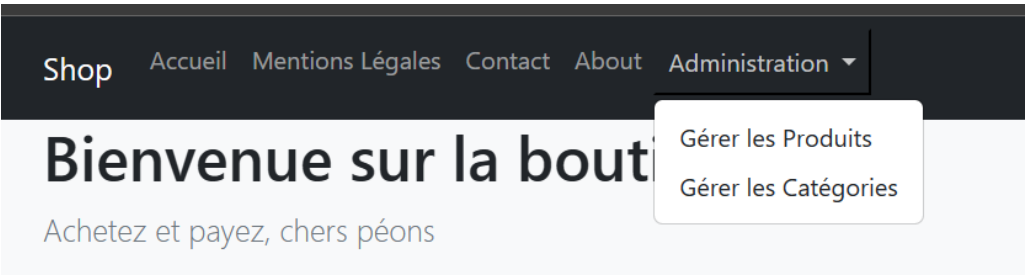 Shop Accueil Mentions Légales Contact About Administration
Gérer les Produits
Gérer les Catégories
Bienvenue sur la bouti
Achetez et payez, chers péons